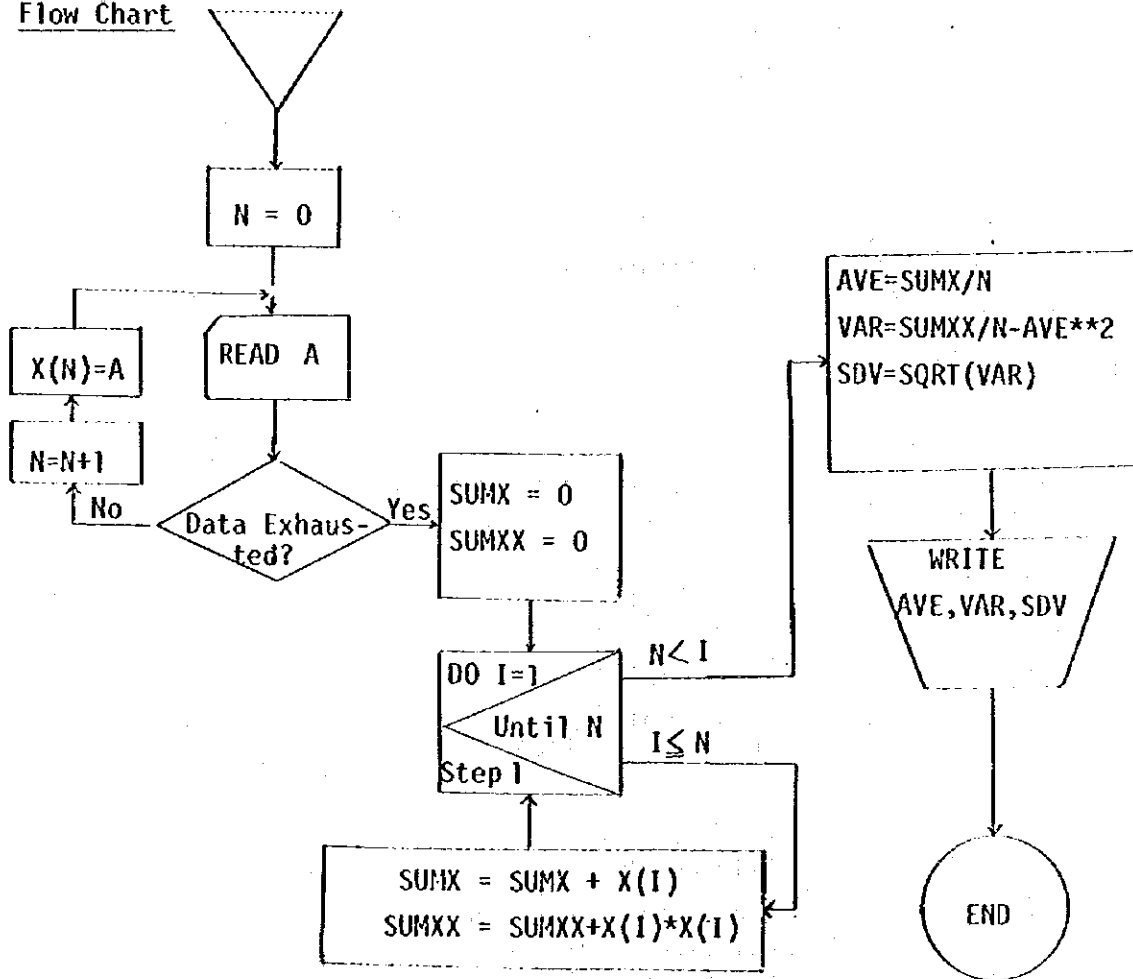 Flow Chart
N = 0
READ A
X(N)=A
N=N+1
No
Data Exhaus-
ted?
Yes
SUMX = 0
SUMXX = 0
DO I=1
Until N
Step 1
N< I
I≦ N
SUMX = SUMX + X(I)
SUMXX = SUMXX+X(I)*X(I)
AVE=SUMX/N
VAR=SUMXX/N-AVE**2
SDV=SQRT(VAR)
WRITE
AVE,VAR,SDV
END